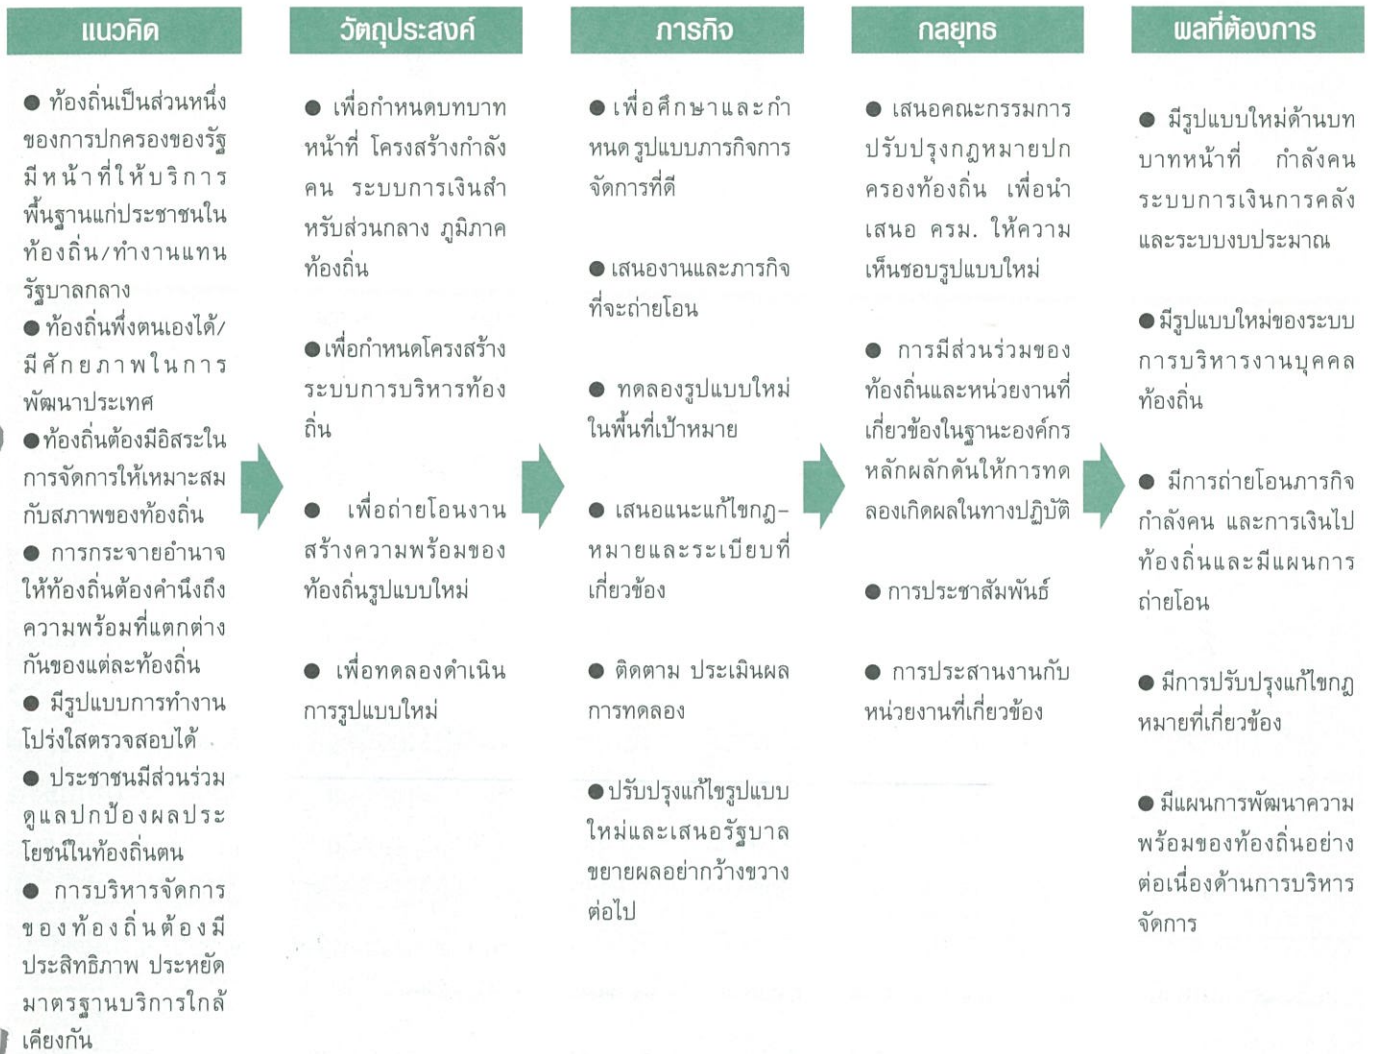 แนวคิด
● ท้องถิ่นเป็นส่วนหนึ่ง
ของการปกครองของรัฐ
มีหน้าที่ให้บริการ
พื้นฐานแก่ประชาชนใน
ท้องถิ่น/ทำงานแทน
รัฐบาลกลาง
● ท้องถิ่นพึ่งตนเองได้/
มีศักยภาพในการ
พัฒนาประเทศ
● ท้องถิ่นต้องมีอิสระใน
การจัดการให้เหมาะสม
กับสภาพของท้องถิ่น
● การกระจายอำนาจ
ให้ท้องถิ่นต้องคำนึงถึง
ความพร้อมที่แตกต่าง
กันของแต่ละท้องถิ่น
● มีรูปแบบการทำงาน
โปร่งใสตรวจสอบได้
● ประชาชนมีส่วนร่วม
ดูแลปกป้องผลประ
โยชน์ในท้องถิ่นตน
● การบริหารจัดการ
ของท้องถิ่นต้องมี
ประสิทธิภาพ ประหยัด
มาตรฐานบริการใกล้
เคียงกัน
วัตถุประสงค์
● เพื่อกำหนดบทบาท
หน้าที่ โครงสร้างกำลัง
คน ระบบการเงินสำ
หรับส่วนกลาง ภูมิภาค
ท้องถิ่น
● เพื่อกำหนดโครงสร้าง
ระบบการบริหารท้อง
ถิ่น
● เพื่อถ่ายโอนงาน
สร้างความพร้อมของ
ท้องถิ่นรูปแบบใหม่
● เพื่อทดลองดำเนิน
การรูปแบบใหม่
ภารกิจ
● เพื่อศึกษาและกำ
หนดรูปแบบภารกิจการ
จัดการที่ดี
● เสนองานและภารกิจ
ที่จะถ่ายโอน
● ทดลองรูปแบบใหม่
ในพื้นที่เป้าหมาย
● เสนอแนะแก้ไขกฎ-
หมายและระเบียบที่
เกี่ยวข้อง
● ติดตาม ประเมินผล
การทดลอง
● ปรับปรุงแก้ไขรูปแบบ
ใหม่และเสนอรัฐบาล
ขยายผลอย่ากว้างขวาง
ต่อไป
กลยุทธ
● เสนอคณะกรรมการ
ปรับปรุงกฎหมายปก
ครองท้องถิ่น เพื่อนำ
เสนอ ครม. ให้ความ
เห็นชอบรูปแบบใหม่
● การมีส่วนร่วมของ
ท้องถิ่นและหน่วยงานที่
เกี่ยวข้องในฐานะองค์กร
หลักผลักดันให้การทด
ลองเกิดผลในทางปฏิบัติ
● การประชาสัมพันธ์
● การประสานงานกับ
หน่วยงานที่เกี่ยวข้อง
ผลที่ต้องการ
● มีรูปแบบใหม่ด้านบท
บาทหน้าที่ กำลังคน
ระบบการเงินการคลัง
และระบบงบประมาณ
● มีรูปแบบใหม่ของระบบ
การบริหารงานบุคคล
ท้องถิ่น
● มีการถ่ายโอนภารกิจ
กำลังคน และการเงินไป
ท้องถิ่นและมีแผนการ
ถ่ายโอน
● มีการปรับปรุงแก้ไขกฎ
หมายที่เกี่ยวข้อง
● มีแผนการพัฒนาความ
พร้อมของท้องถิ่นอย่าง
ต่อเนื่องด้านการบริหาร
จัดการ